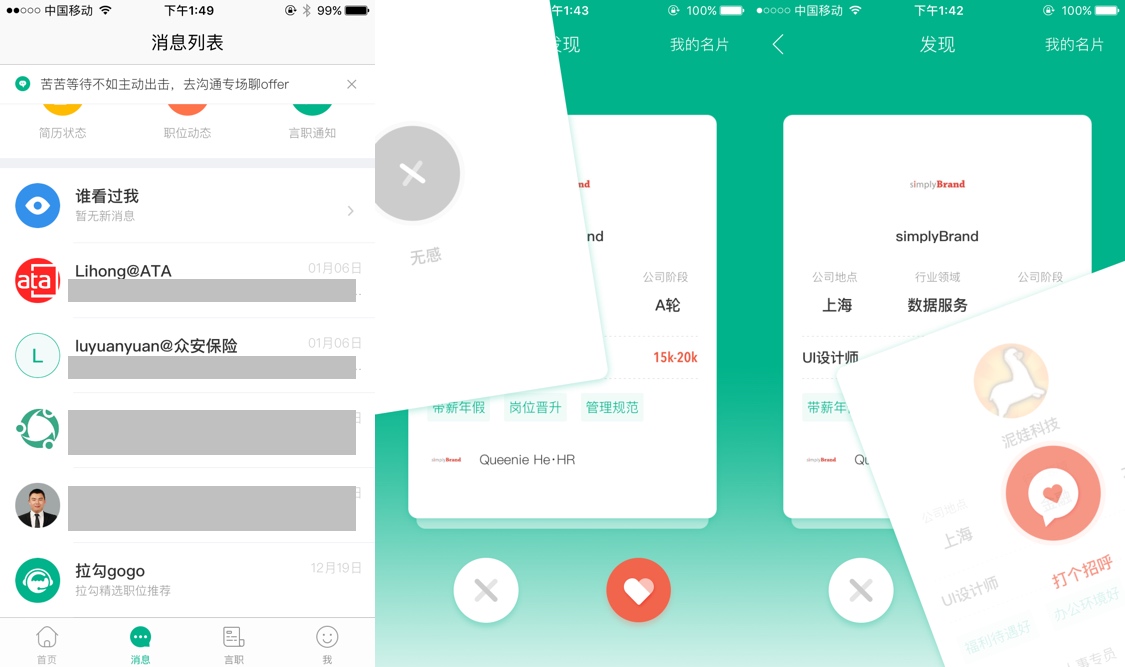 中国移动
下午1:49
99%
消息列表
苦苦等待不如主动出击，去沟通专场聊offer
简历状态
职位动态
言职通知
谁看过我
暂无新消息
ata
Lihong@ATA
01月06日
L
luyuanyuan@众安保险
01月06日
日
日
拉勾gogo
12月19日
拉勾精选职位推荐
首页
消息
言职
我
午1:43
100%
发现
我的名片
无感
nd
nd
公司阶段
A轮
15k-20k
带薪年假
岗位晋升
管理规范
simplyBrand
Queenie He·HR
中国移动
下午1:42
100%
发现
我的名片
simplyBrand
simplyBrand
公司地点
行业领域
公司阶段
上海
数据服务
UI设计师
带薪年
simplyBrand
Qu
泥娃科技
公司地点
上海
打个招呼
UI设计师
办公环境好
福利待遇好
人事专员